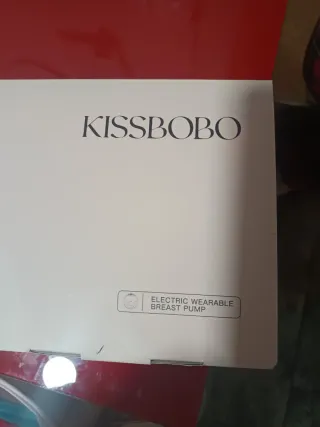 KISSBOBO
ELECTRIC WEARABLE
BREAST PUMP